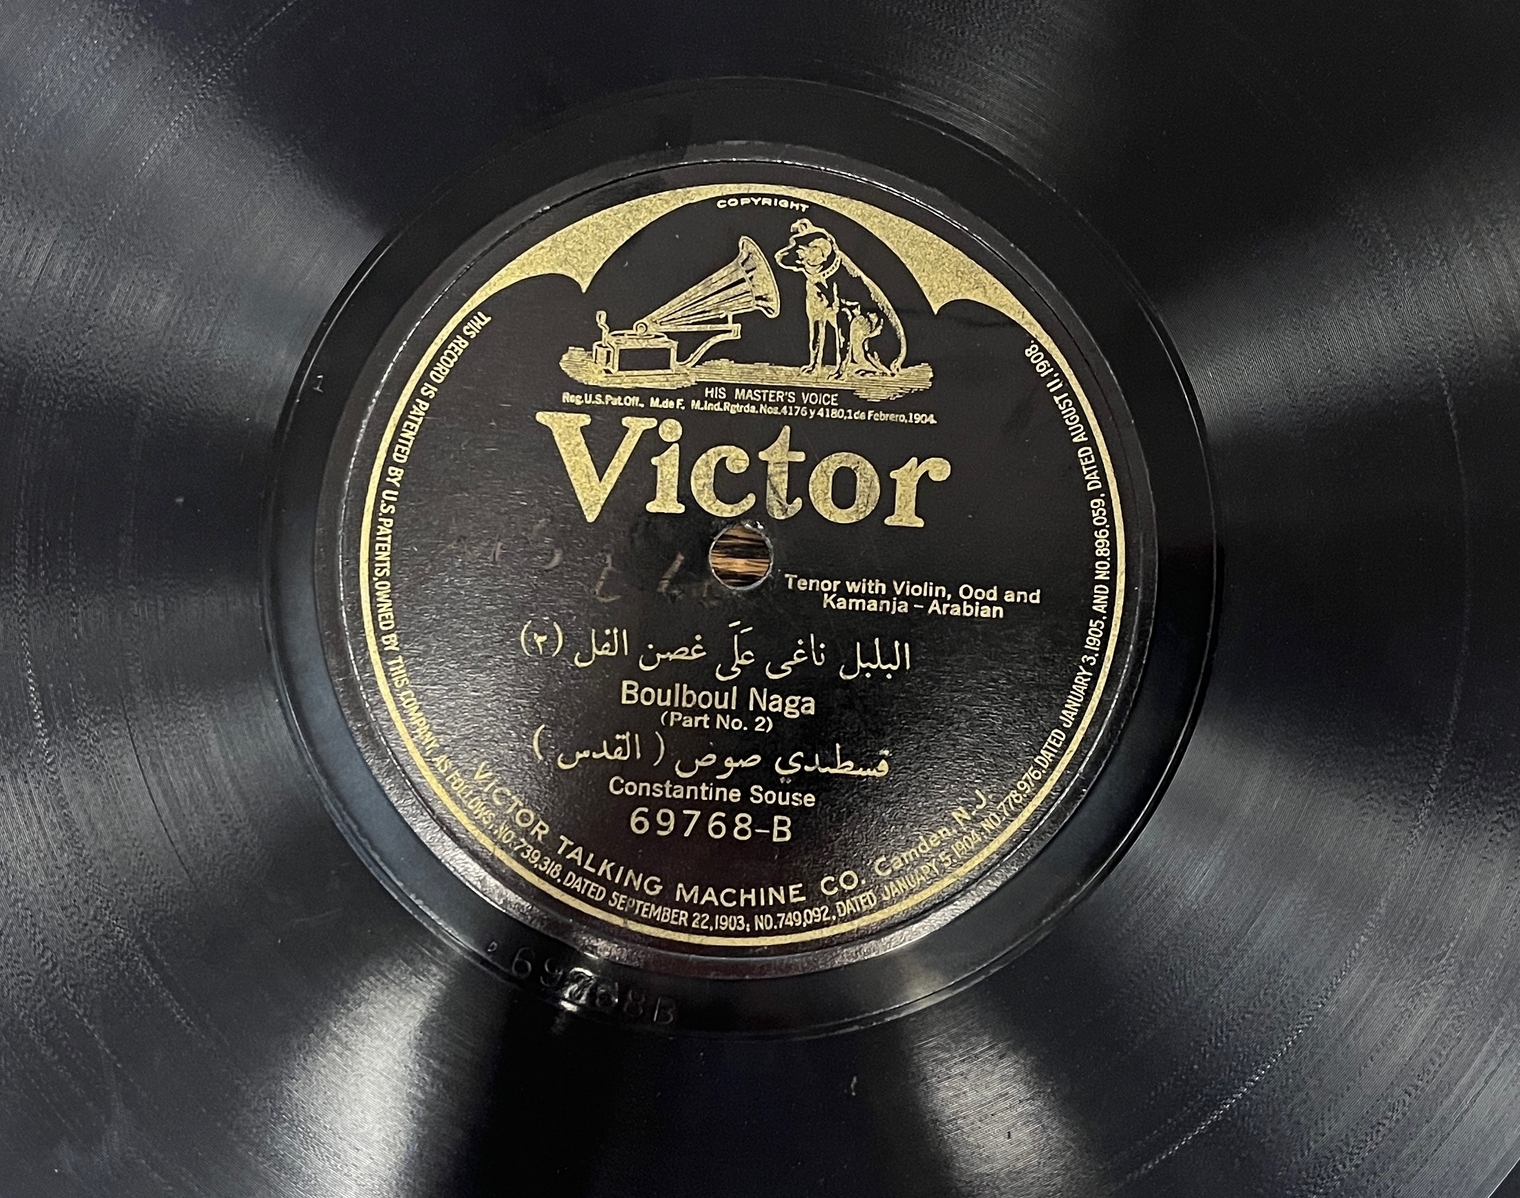 COPYRIGHT
HIS MASTER'S VOICE
Reg.U.S.Pat.Off., M.de F., M.Ind.Rgtrda.Nos.4176 y 4180,1 de Febrero,1904.
Victor
Tenor with Violin, Ood and
Kamanja – Arabian
البلبل ناغى عَلَى غصن الفل (٢)
Boulboul Naga
(Part No. 2)
قسطندي صوص ( القدس )
Constantine Souse
69768-B
VICTOR TALKING MACHINE CO. Camden, N.J.
THIS RECORD IS PATENTED BY U.S.PATENTS,OWNED BY THIS COMPANY, AS FOLLOWS: NO.739,318, DATED SEPTEMBER 22,1903; NO.749,092, DATED JANUARY 5,1904, NO.778,976, DATED JANUARY 3,1905, AND NO.896,059, DATED AUGUST 11,1908.
69768B